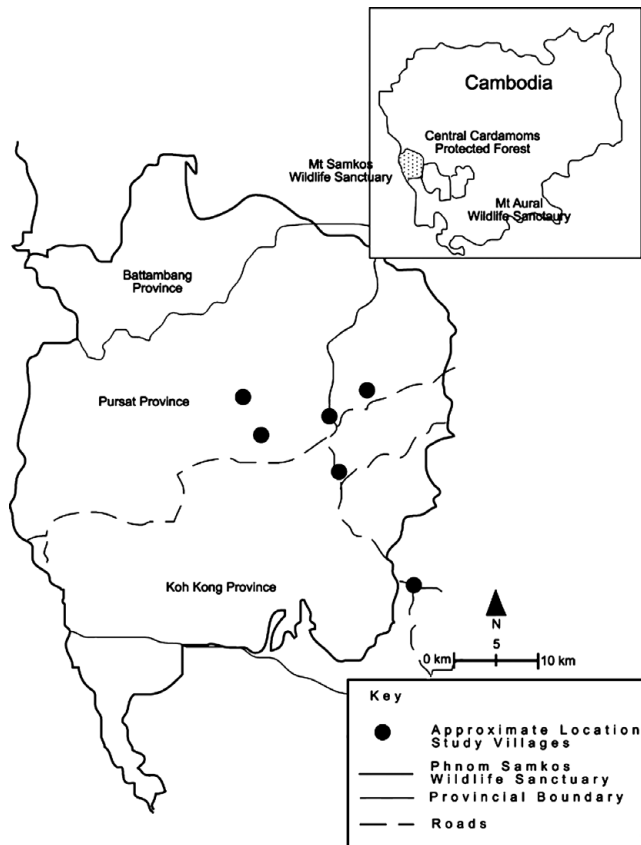 Cambodia
Central Cardamoms
Protected Forest
Mt Samkos
Wildlife Sanctuary
Mt Aural
Wildlife Sanctaury
Battambang
Province
Pursat Province
Koh Kong Province
N
0 km
5
10 km
Key
Approximate Location
Study Villages
Phnom Samkos
Wildlife Sanctuary
Provincial Boundary
Roads